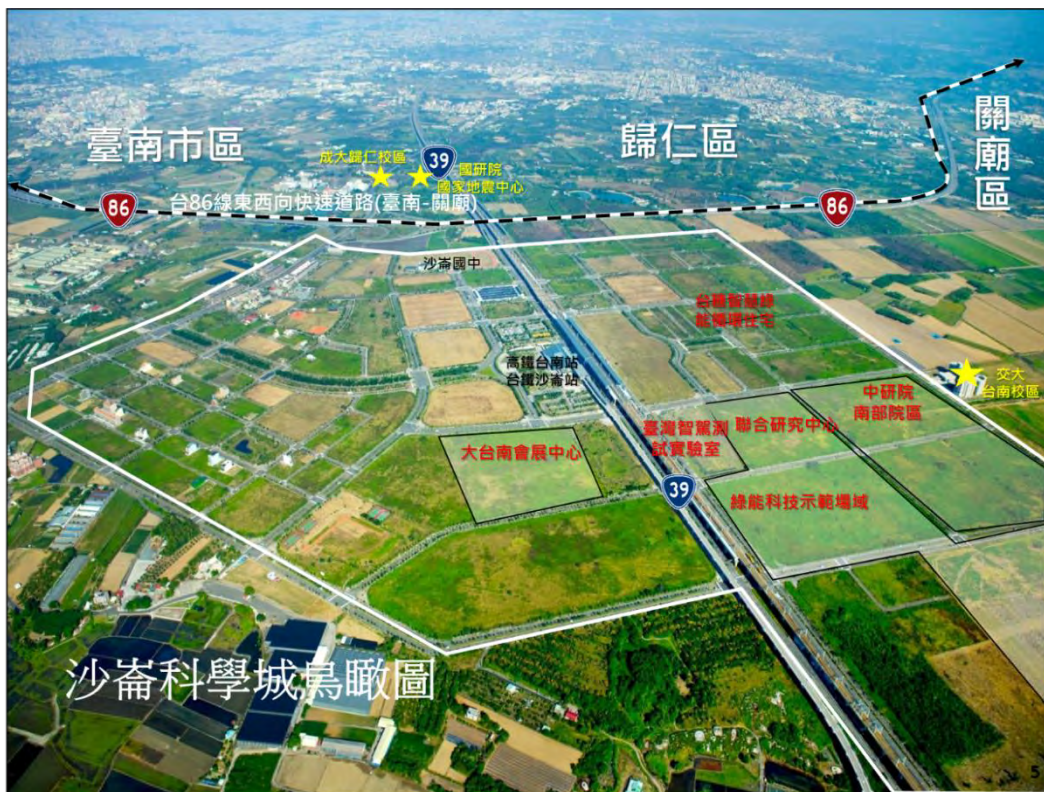 臺南市區
歸仁區
關廟區
成大歸仁校區
39
國研院
國家地震中心
86
台86線東西向快速道路(臺南-關廟)
86
沙崙國中
台糖智慧綠
能循環住宅
高鐵台南站
台鐵沙崙站
交大
台南校區
中研院
南部院區
臺灣智駕測
試實驗室
聯合研究中心
大台南會展中心
39
綠能科技示範場域
沙崙科學城鳥瞰圖
5